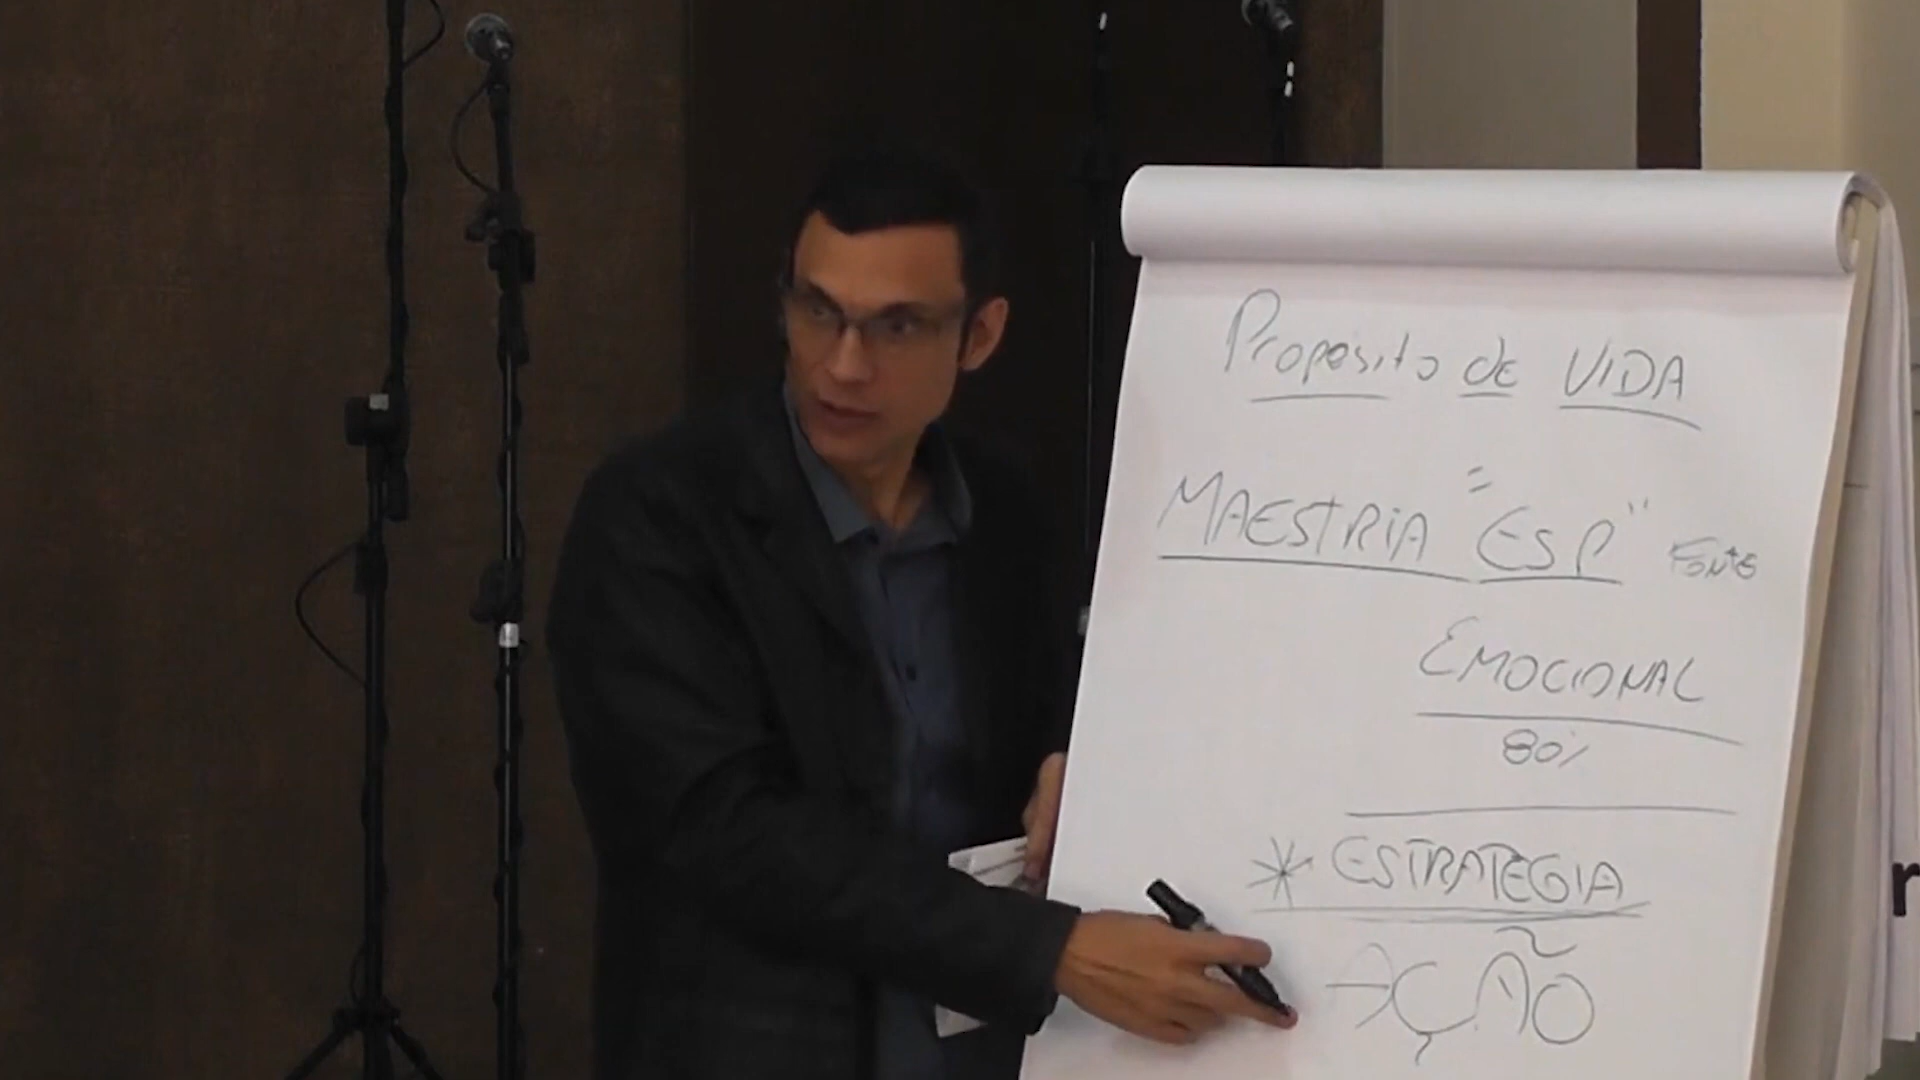 Proposito de VIDA
MAESTRIA "ESP" FONTE
EMOCIONAL
80%
* ESTRATEGIA
AÇÃO
r